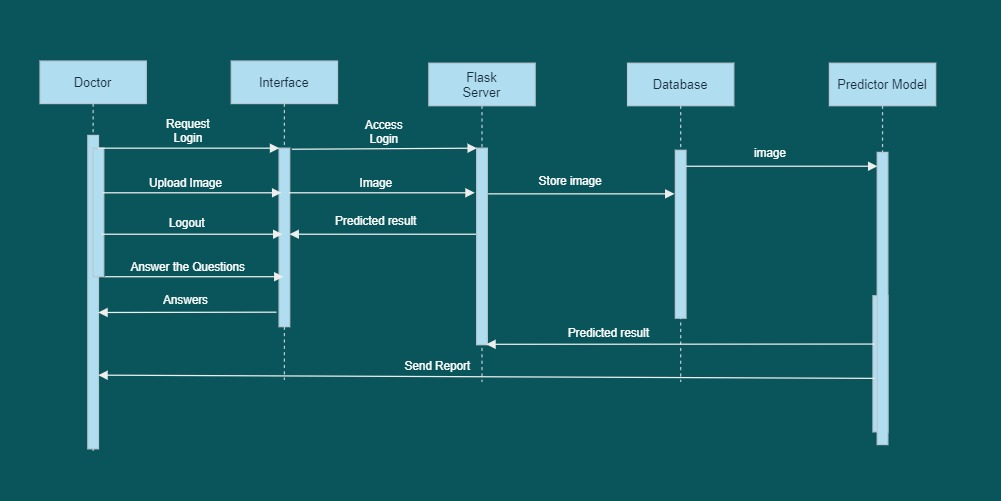 Doctor
Interface
Flask
Server
Database
Predictor Model
Request
Login
Access
Login
image
Upload Image
Image
Store image
Logout
Predicted result
Answer the Questions
Answers
Predicted result
Send Report